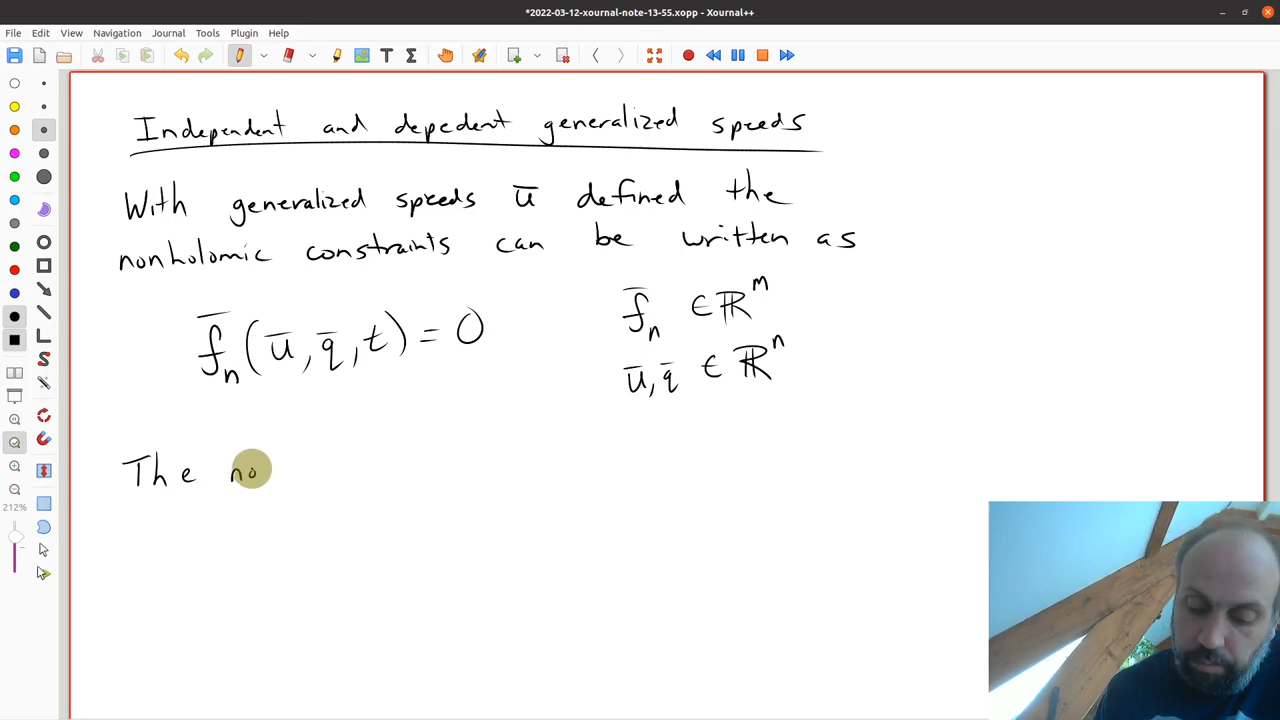 *2022-03-12-xournal-note-13-55.xopp - Xournal++
File Edit View Navigation Journal Tools Plugin Help
Independent and depedent generalized speeds
With generalized speeds u̅ defined the
nonholomic constraints can be written as
f̅ₙ(u̅, q̅, t) = 0
f̅ₙ ∈ ℝᵐ
u̅, q̅ ∈ ℝⁿ
The no
212%